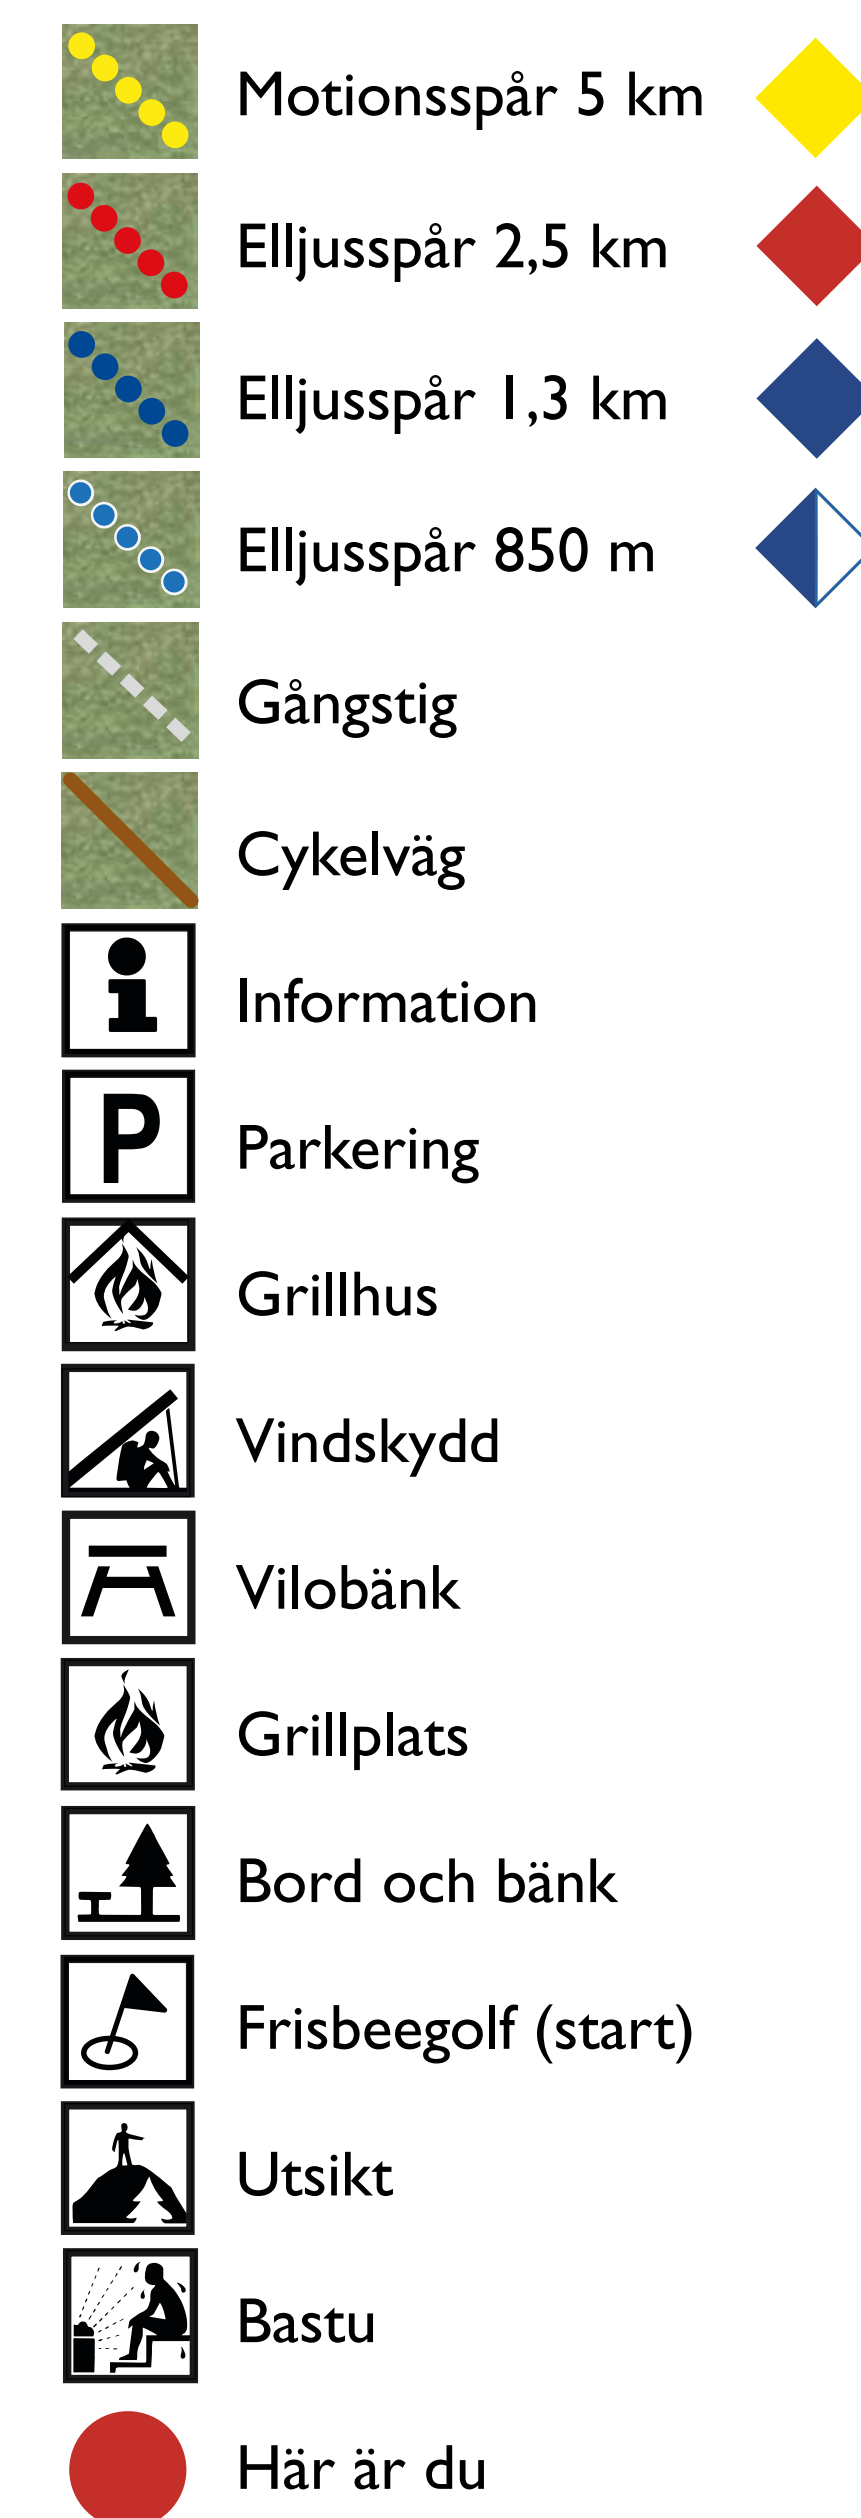 Motionsspår 5 km
Elljusspår 2,5 km
Elljusspår 1,3 km
Elljusspår 850 m
Gångstig
Cykelväg
Information
P Parkering
Grillhus
Vindskydd
Vilobänk
Grillplats
Bord och bänk
Frisbeegolf (start)
Utsikt
Bastu
Här är du